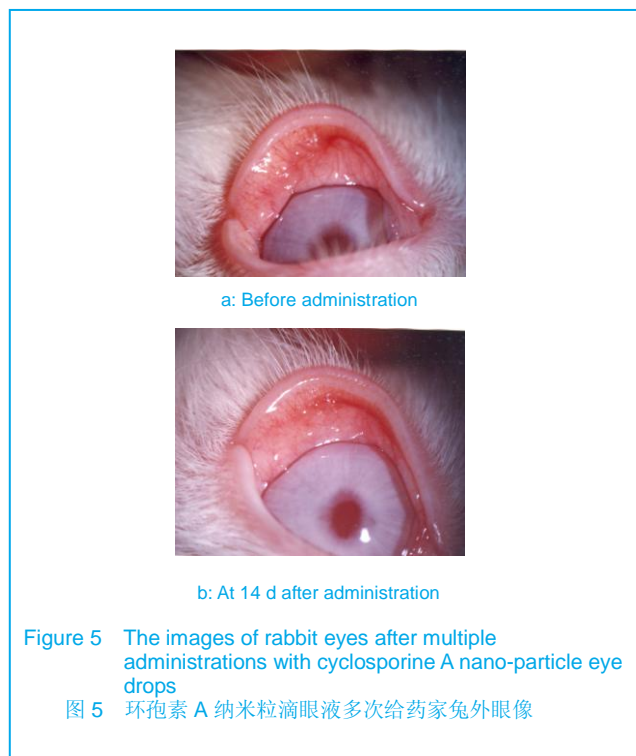 a: Before administration
b: At 14 d after administration
Figure 5 The images of rabbit eyes after multiple
administrations with cyclosporine A nano-particle eye
drops
图 5 环孢素 A 纳米粒滴眼液多次给药家兔外眼像